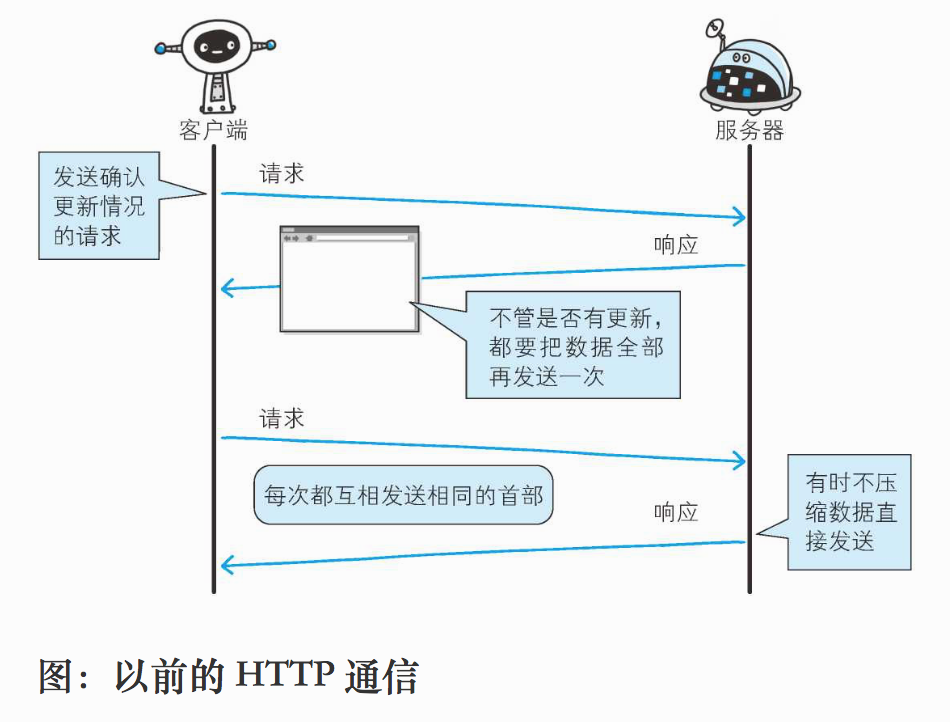 客户端
服务器
发送确认
更新情况
的请求
请求
响应
不管是否有更新，
都要把数据全部
再发送一次
请求
每次都互相发送相同的首部
响应
有时不压
缩数据直
接发送
图：以前的 HTTP 通信